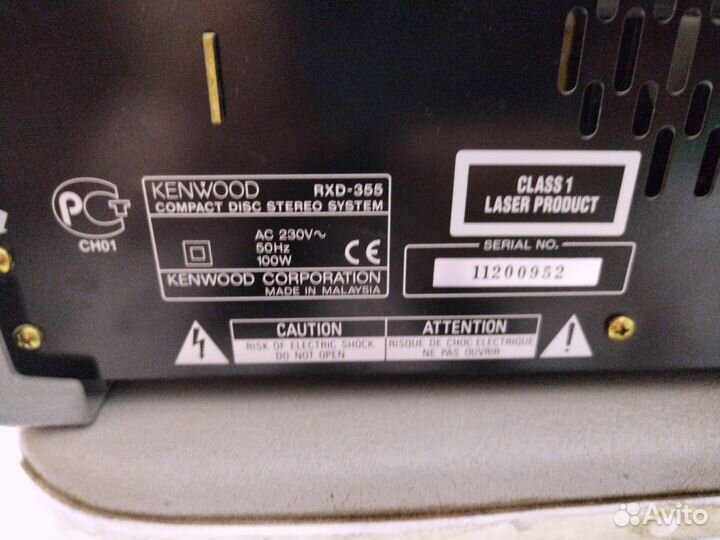 РСТ
CH01
KENWOOD RXD-355
COMPACT DISC STEREO SYSTEM
AC 230V~
50Hz
100W
CE
KENWOOD CORPORATION
MADE IN MALAYSIA
CLASS 1
LASER PRODUCT
SERIAL NO.
11200952
CAUTION
RISK OF ELECTRIC SHOCK
DO NOT OPEN
ATTENTION
RISQUE DE CHOC ELECTRIQUE
NE PAS OUVRIR
Avito